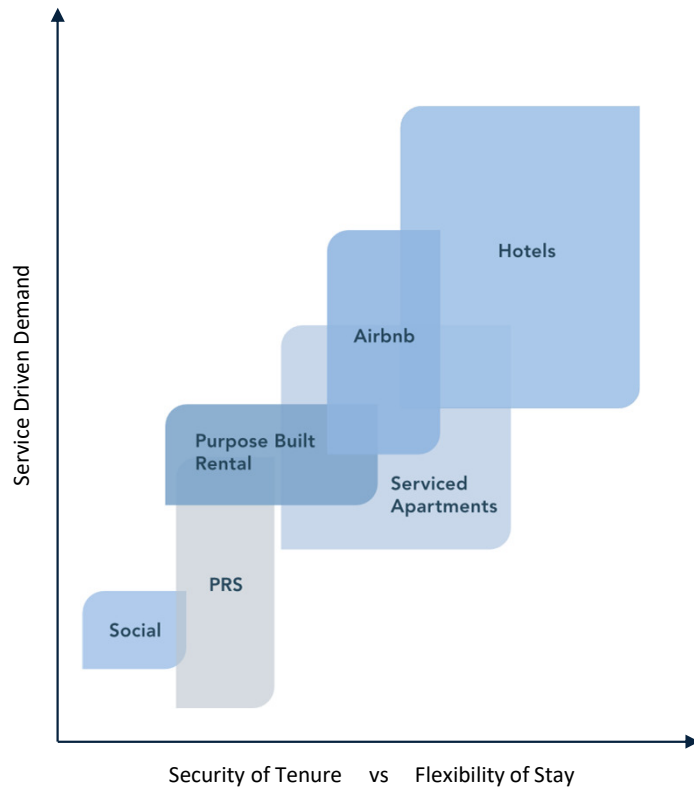 Service Driven Demand
Hotels
Airbnb
Purpose Built
Rental
Serviced
Apartments
PRS
Social
Security of Tenure vs Flexibility of Stay